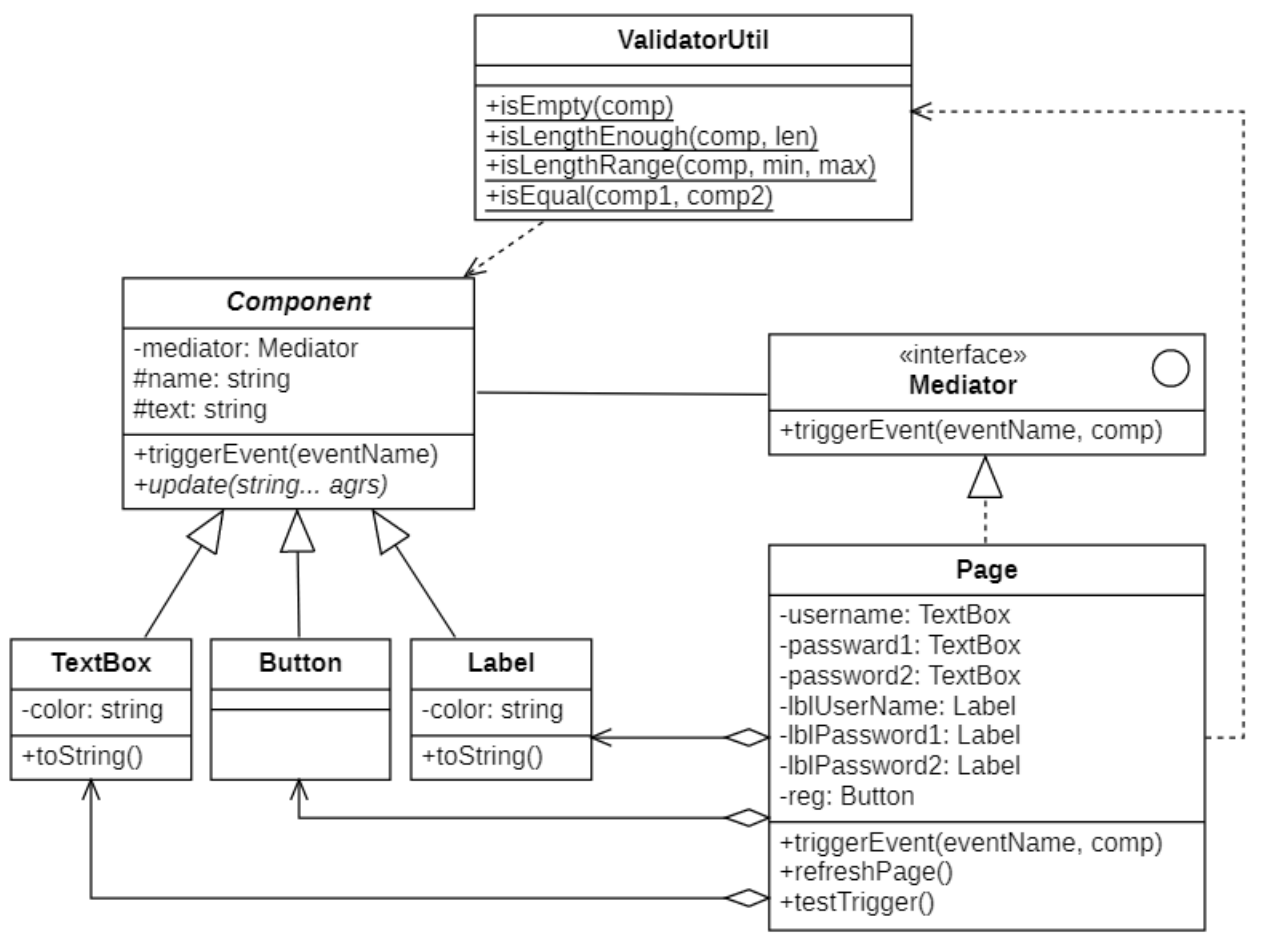 ValidatorUtil
+isEmpty(comp)
+isLengthEnough(comp, len)
+isLengthRange(comp, min, max)
+isEqual(comp1, comp2)
Component
-mediator: Mediator
#name: string
#text: string
+triggerEvent(eventName)
+update(string... agrs)
«interface»
Mediator
+triggerEvent(eventName, comp)
TextBox
-color: string
+toString()
Button
Label
-color: string
+toString()
Page
-username: TextBox
-passward1: TextBox
-password2: TextBox
-lblUserName: Label
-lblPassword1: Label
-lblPassword2: Label
-reg: Button
+triggerEvent(eventName, comp)
+refreshPage()
+testTrigger()